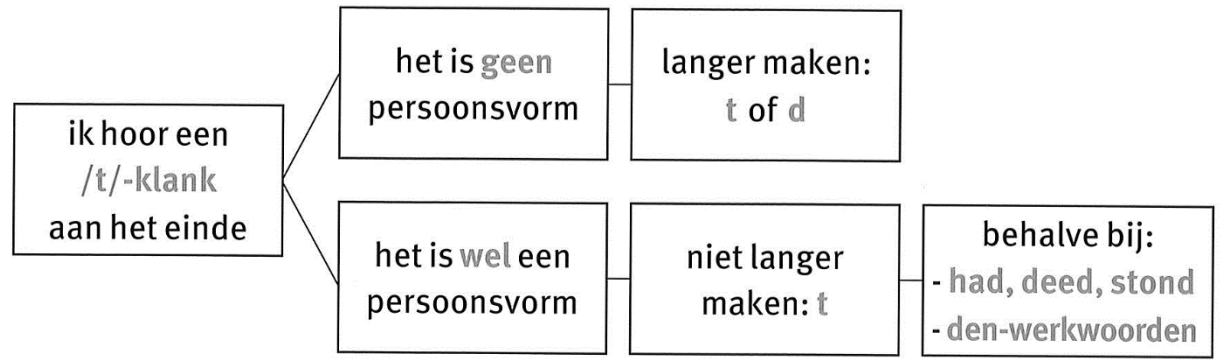 ik hoor een
/t/-klank
aan het einde
het is geen
persoonsvorm
langer maken:
t of d
het is wel een
persoonsvorm
niet langer
maken: t
behalve bij:
- had, deed, stond
- den-werkwoorden